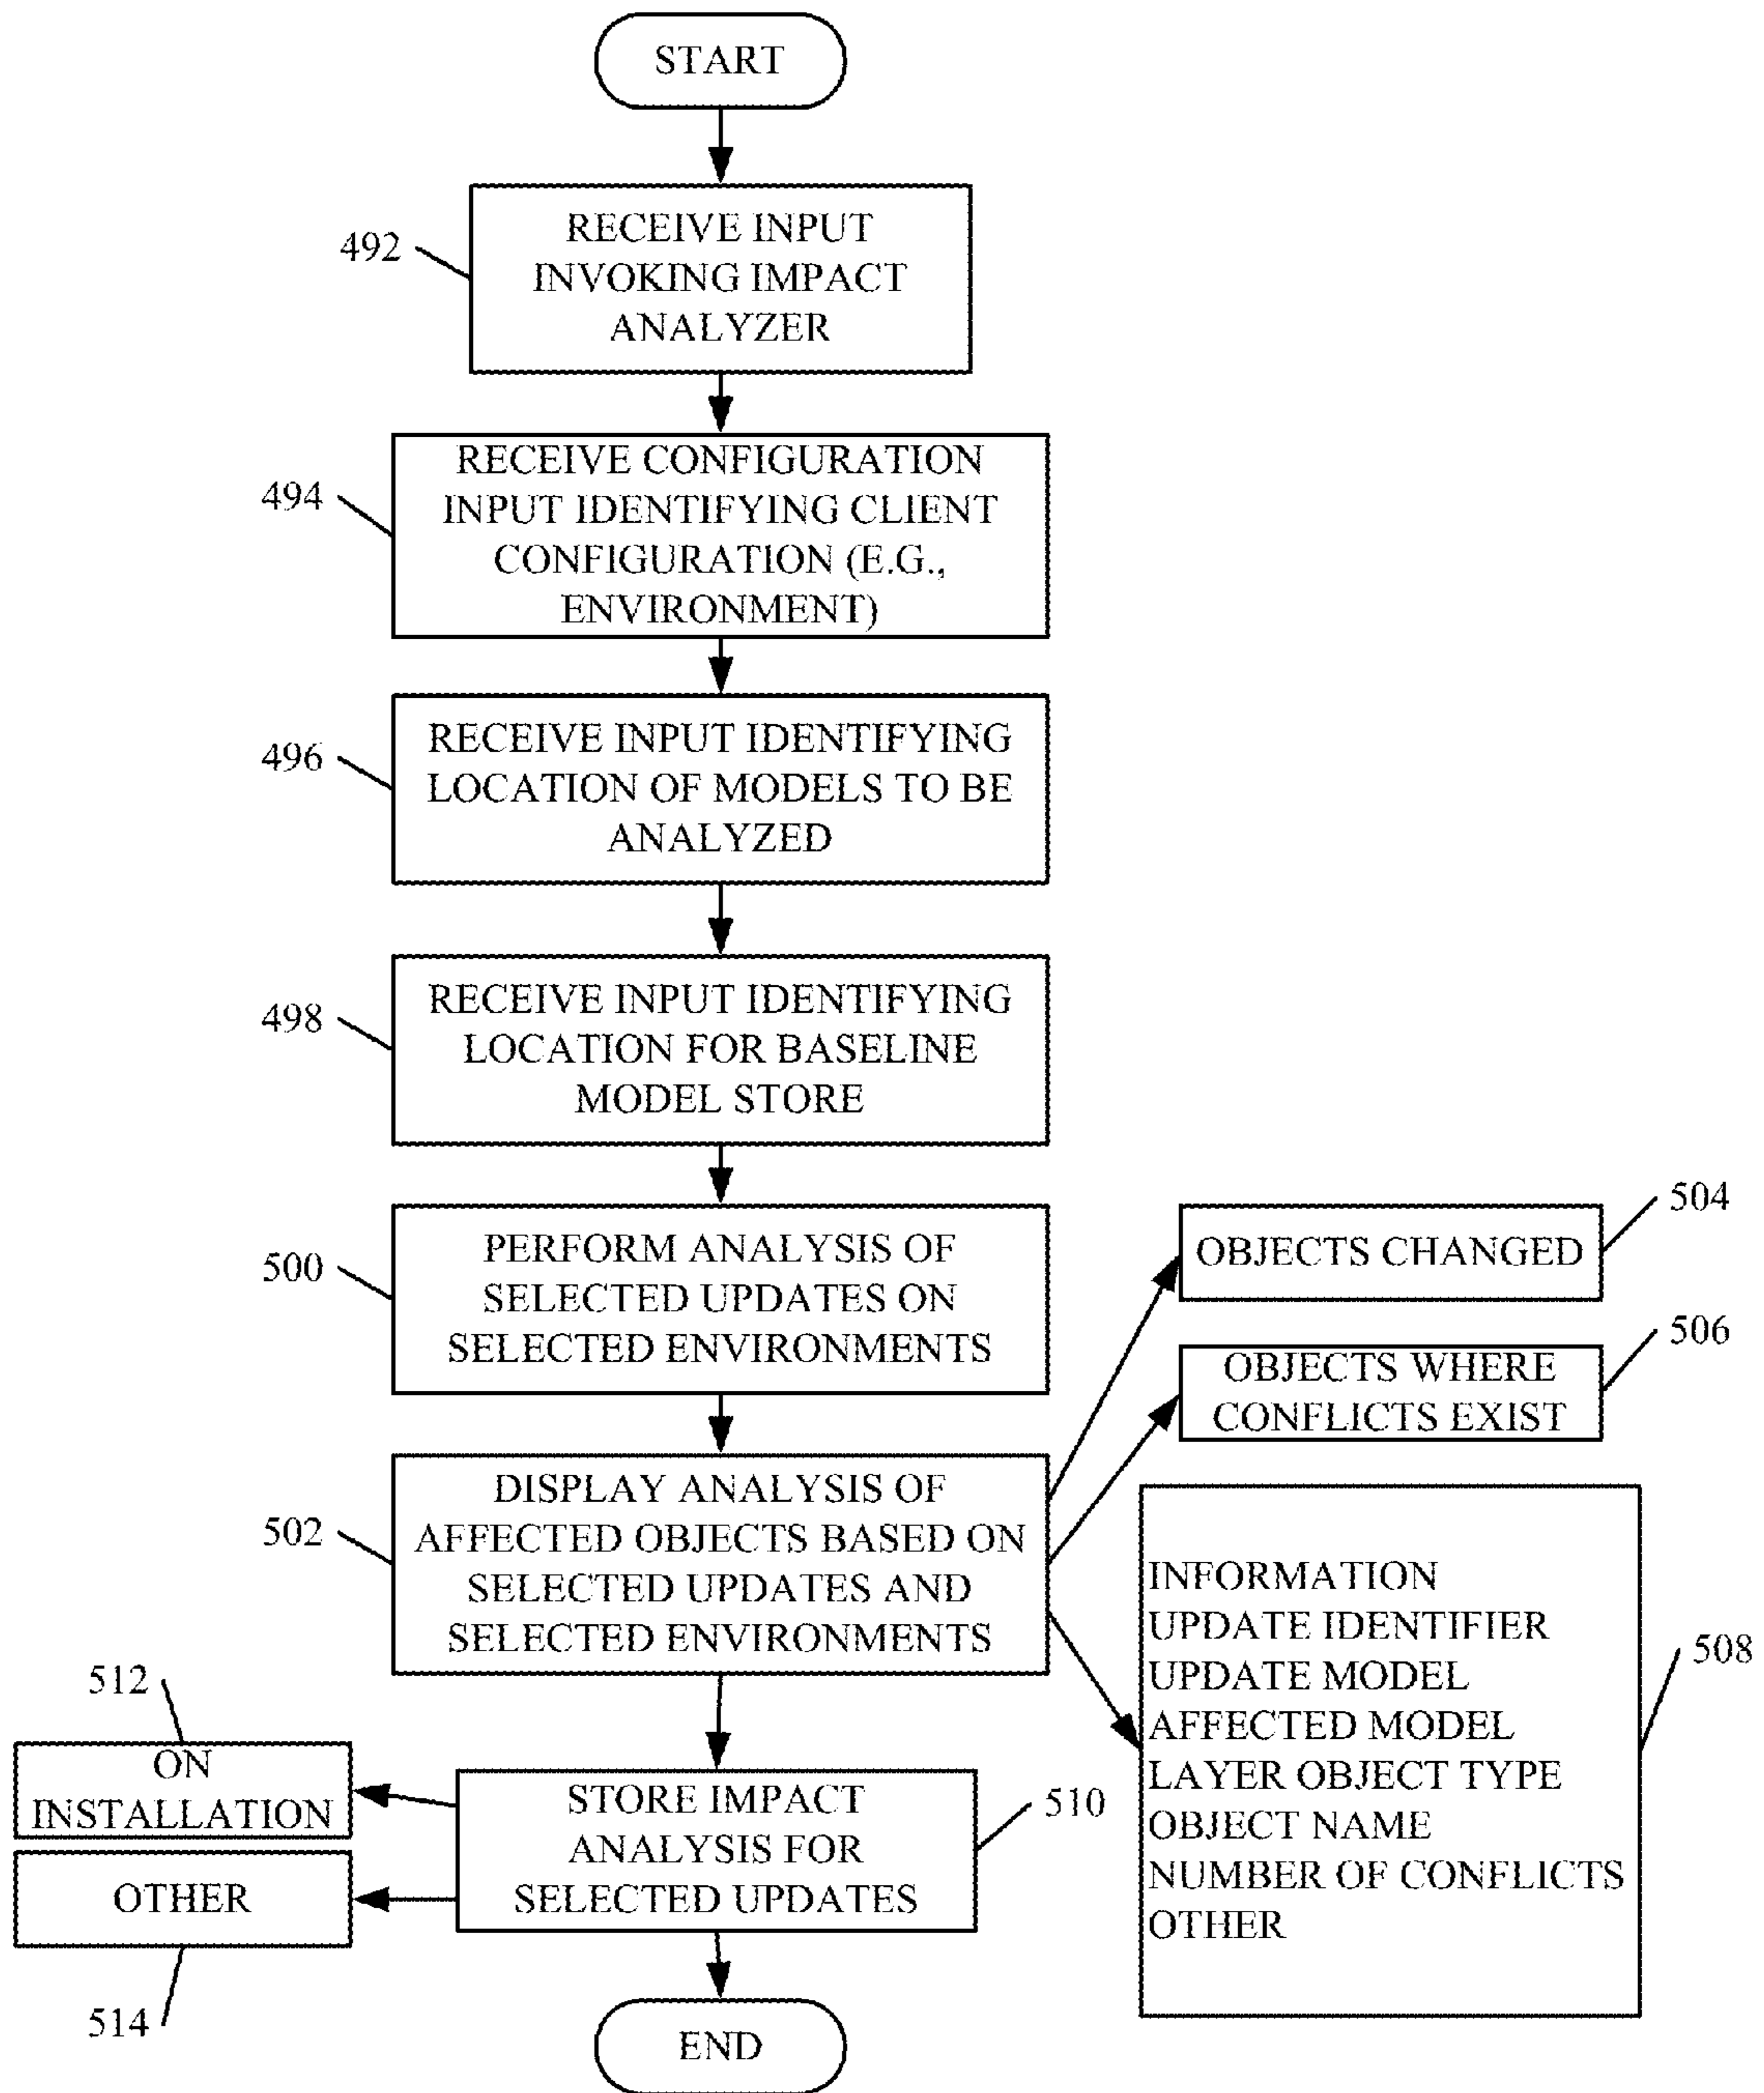 START
492
RECEIVE INPUT
INVOKING IMPACT
ANALYZER
494
RECEIVE CONFIGURATION
INPUT IDENTIFYING CLIENT
CONFIGURATION (E.G.,
ENVIRONMENT)
496
RECEIVE INPUT IDENTIFYING
LOCATION OF MODELS TO BE
ANALYZED
498
RECEIVE INPUT IDENTIFYING
LOCATION FOR BASELINE
MODEL STORE
500
PERFORM ANALYSIS OF
SELECTED UPDATES ON
SELECTED ENVIRONMENTS
504
OBJECTS CHANGED
506
OBJECTS WHERE
CONFLICTS EXIST
502
DISPLAY ANALYSIS OF
AFFECTED OBJECTS BASED ON
SELECTED UPDATES AND
SELECTED ENVIRONMENTS
508
INFORMATION
UPDATE IDENTIFIER
UPDATE MODEL
AFFECTED MODEL
LAYER OBJECT TYPE
OBJECT NAME
NUMBER OF CONFLICTS
OTHER
512
ON
INSTALLATION
510
STORE IMPACT
ANALYSIS FOR
SELECTED UPDATES
OTHER
514
END